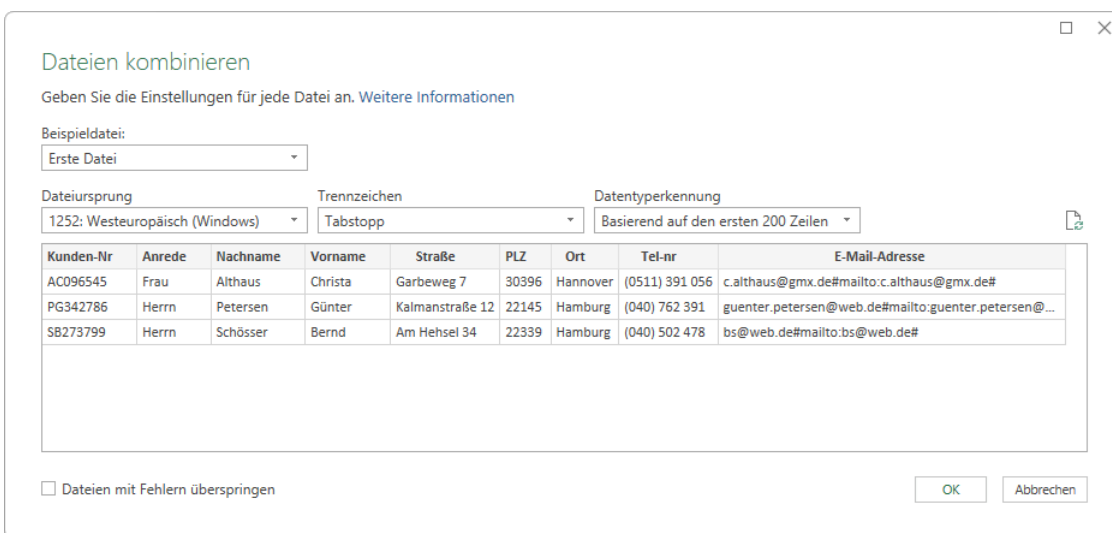 Dateien kombinieren
Geben Sie die Einstellungen für jede Datei an. Weitere Informationen
Beispieldatei:
Erste Datei
Dateiursprung Trennzeichen Datentyperkennung
1252: Westeuropäisch (Windows) Tabstopp Basierend auf den ersten 200 Zeilen
Kunden-Nr Anrede Nachname Vorname Straße PLZ Ort Tel-nr E-Mail-Adresse
AC096545 Frau Althaus Christa Garbeweg 7 30396 Hannover (0511) 391 056 c.althaus@gmx.de#mailto:c.althaus@gmx.de#
PG342786 Herrn Petersen Günter Kalmanstraße 12 22145 Hamburg (040) 762 391 guenter.petersen@web.de#mailto:guenter.petersen@...
SB273799 Herrn Schösser Bernd Am Hehsel 34 22339 Hamburg (040) 502 478 bs@web.de#mailto:bs@web.de#
Dateien mit Fehlern überspringen OK Abbrechen